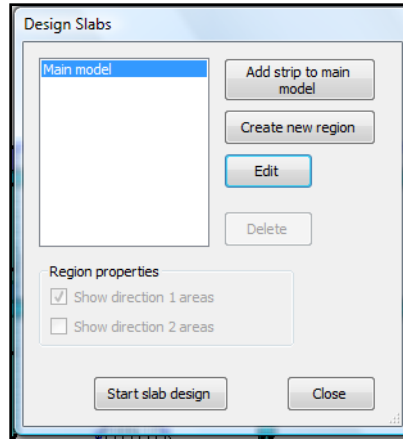 Design Slabs
Main model
Add strip to main
model
Create new region
Edit
Delete
Region properties
Show direction 1 areas
Show direction 2 areas
Start slab design
Close